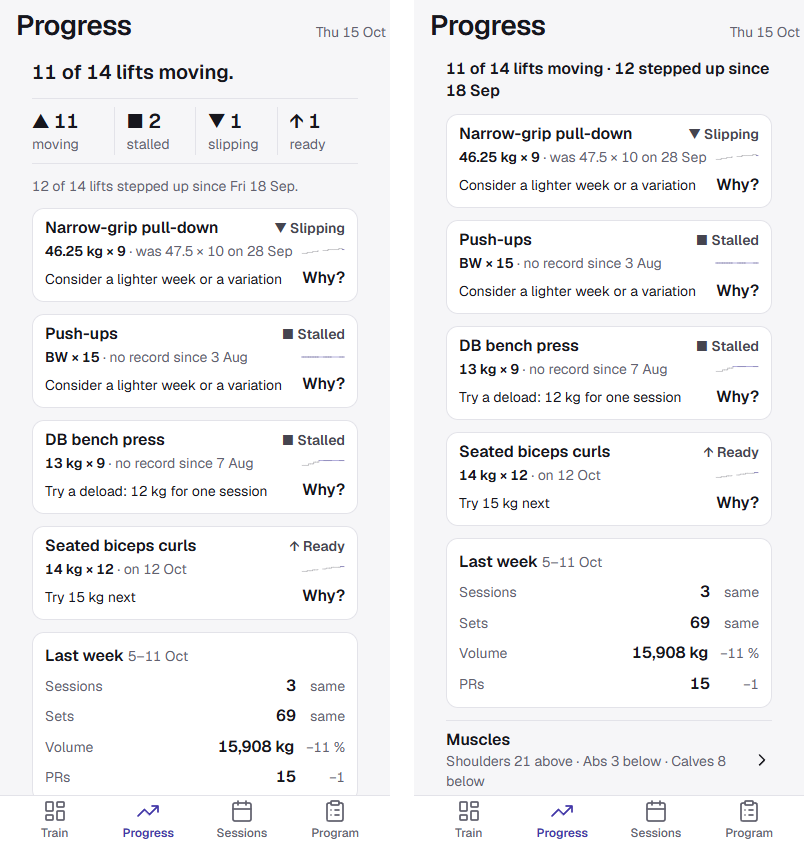 Progress
Thu 15 Oct
11 of 14 lifts moving.
▲ 11
moving
■ 2
stalled
▼ 1
slipping
↑ 1
ready
12 of 14 lifts stepped up since Fri 18 Sep.
Narrow-grip pull-down
▼ Slipping
46.25 kg × 9 · was 47.5 × 10 on 28 Sep
Consider a lighter week or a variation
Why?
Push-ups
■ Stalled
BW × 15 · no record since 3 Aug
Consider a lighter week or a variation
Why?
DB bench press
■ Stalled
13 kg × 9 · no record since 7 Aug
Try a deload: 12 kg for one session
Why?
Seated biceps curls
↑ Ready
14 kg × 12 · on 12 Oct
Try 15 kg next
Why?
Last week 5–11 Oct
Sessions 3 same
Sets 69 same
Volume 15,908 kg −11 %
PRs 15 −1
Train
Progress
Sessions
Program
Progress
Thu 15 Oct
11 of 14 lifts moving · 12 stepped up since
18 Sep
Narrow-grip pull-down
▼ Slipping
46.25 kg × 9 · was 47.5 × 10 on 28 Sep
Consider a lighter week or a variation
Why?
Push-ups
■ Stalled
BW × 15 · no record since 3 Aug
Consider a lighter week or a variation
Why?
DB bench press
■ Stalled
13 kg × 9 · no record since 7 Aug
Try a deload: 12 kg for one session
Why?
Seated biceps curls
↑ Ready
14 kg × 12 · on 12 Oct
Try 15 kg next
Why?
Last week 5–11 Oct
Sessions 3 same
Sets 69 same
Volume 15,908 kg −11 %
PRs 15 −1
Muscles
Shoulders 21 above · Abs 3 below · Calves 8
below
Train
Progress
Sessions
Program